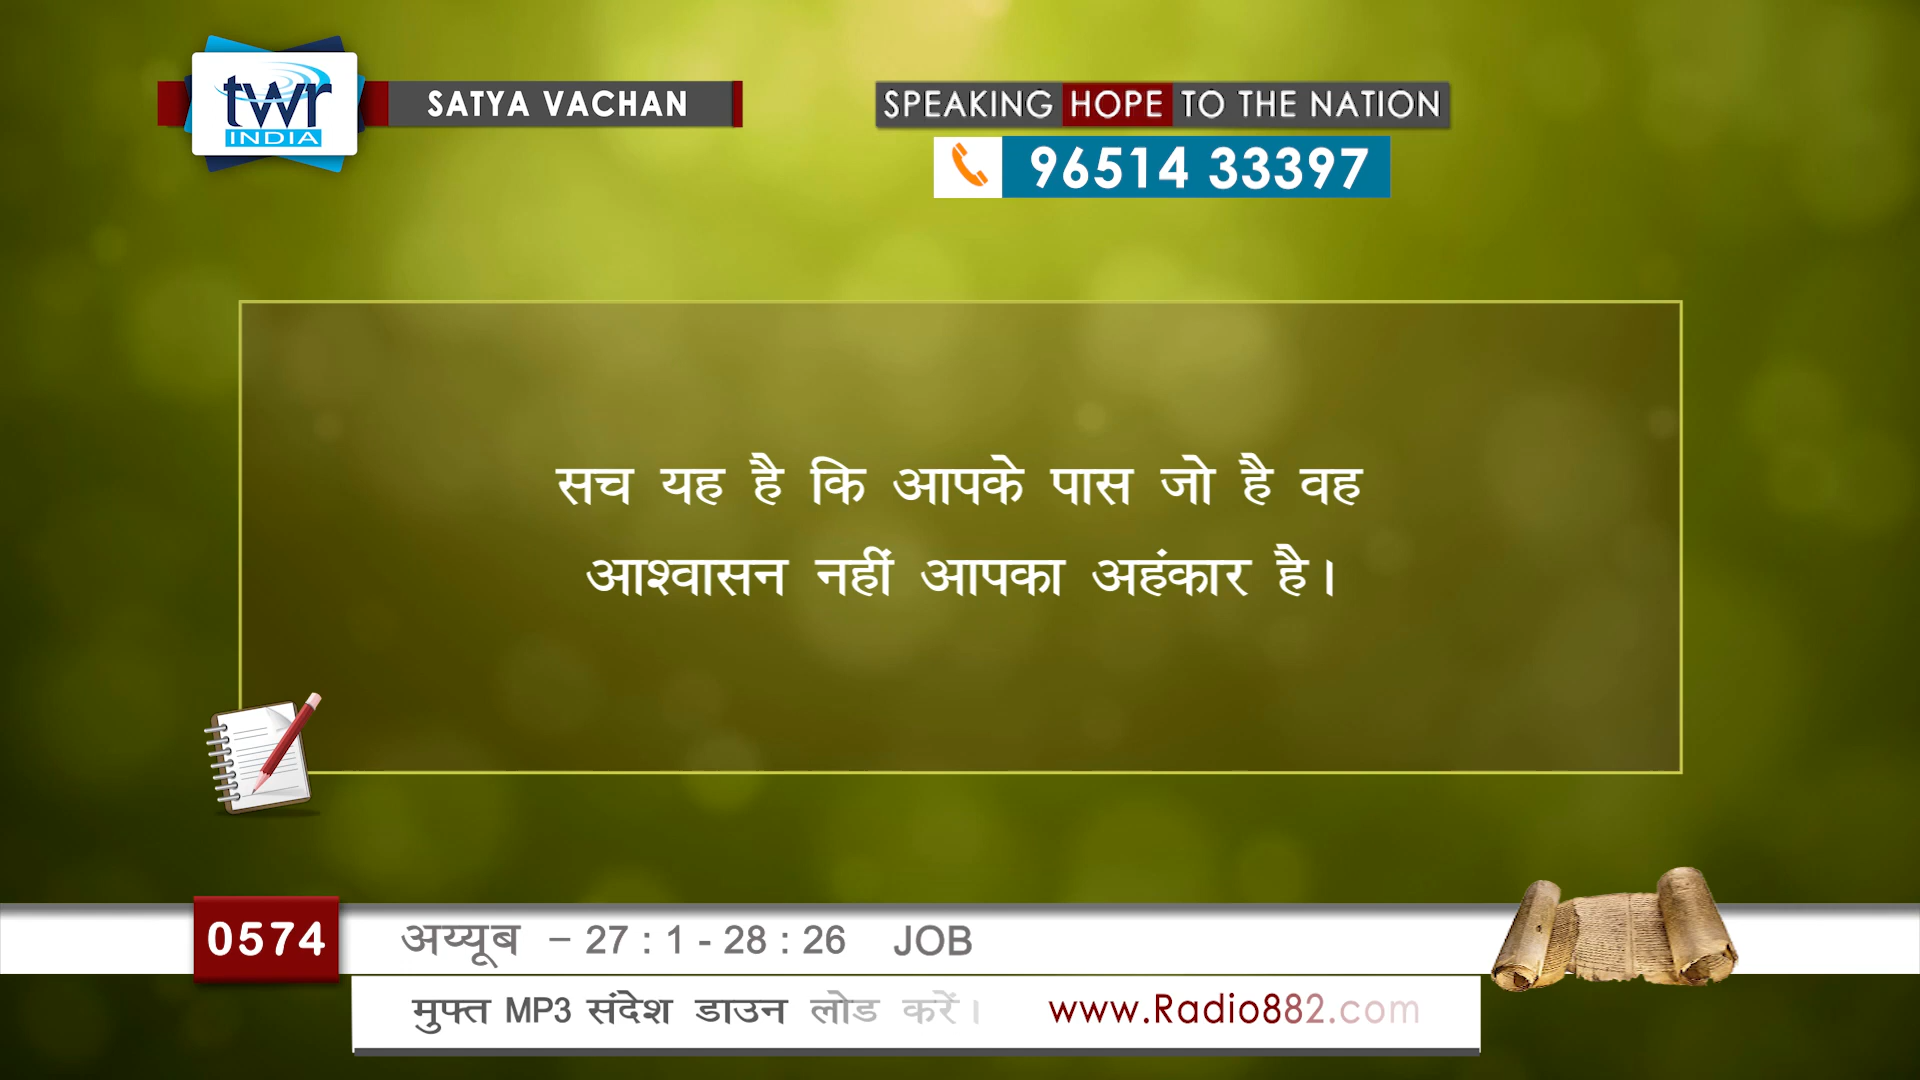 twr
INDIA
SATYA VACHAN
SPEAKING HOPE TO THE NATION
96514 33397
सच यह है कि आपके पास जो है वह
आश्वासन नहीं आपका अहंकार है।
0574
अय्यूब – 27 : 1 - 28 : 26 JOB
मुफ्त MP3 संदेश डाउन लोड करें। www.Radio882.com